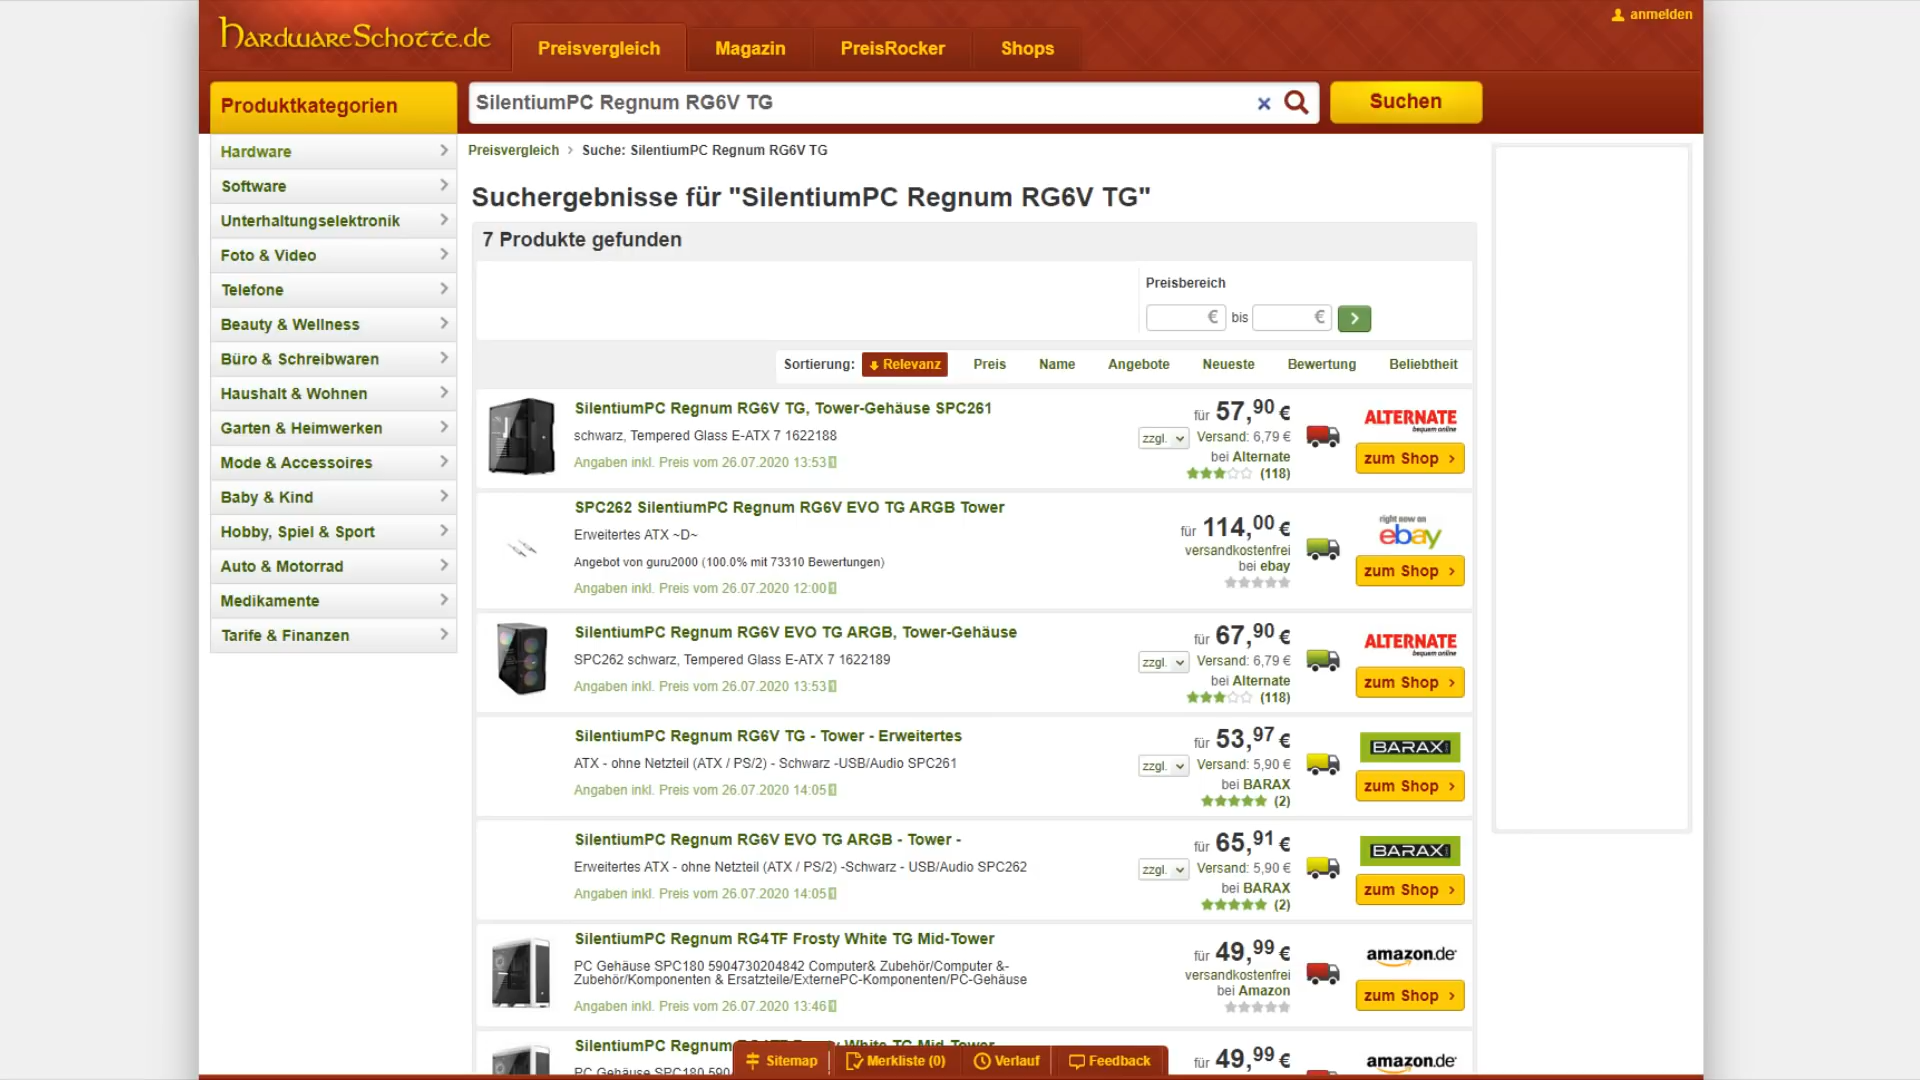 HardwareSchotte.de
Preisvergleich
Magazin
PreisRocker
Shops
anmelden
Produktkategorien
SilentiumPC Regnum RG6V TG
Suchen
Hardware
Software
Unterhaltungselektronik
Foto & Video
Telefone
Beauty & Wellness
Büro & Schreibwaren
Haushalt & Wohnen
Garten & Heimwerken
Mode & Accessoires
Baby & Kind
Hobby, Spiel & Sport
Auto & Motorrad
Medikamente
Tarife & Finanzen
Preisvergleich > Suche: SilentiumPC Regnum RG6V TG
Suchergebnisse für "SilentiumPC Regnum RG6V TG"
7 Produkte gefunden
Preisbereich
€ bis €
Sortierung: Relevanz Preis Name Angebote Neueste Bewertung Beliebtheit
SilentiumPC Regnum RG6V TG, Tower-Gehäuse SPC261
schwarz, Tempered Glass E-ATX 7 1622188
Angaben inkl. Preis vom 26.07.2020 13:53
für 57,90 €
zzgl. Versand: 6,79 €
bei Alternate
(118)
ALTERNATE
bequem online
zum Shop >
SPC262 SilentiumPC Regnum RG6V EVO TG ARGB Tower
Erweitertes ATX ~D~
Angebot von guru2000 (100.0% mit 73310 Bewertungen)
Angaben inkl. Preis vom 26.07.2020 12:00
für 114,00 €
versandkostenfrei
bei ebay
right now on
ebay
zum Shop >
SilentiumPC Regnum RG6V EVO TG ARGB, Tower-Gehäuse
SPC262 schwarz, Tempered Glass E-ATX 7 1622189
Angaben inkl. Preis vom 26.07.2020 13:53
für 67,90 €
zzgl. Versand: 6,79 €
bei Alternate
(118)
ALTERNATE
bequem online
zum Shop >
SilentiumPC Regnum RG6V TG - Tower - Erweitertes
ATX - ohne Netzteil (ATX / PS/2) - Schwarz -USB/Audio SPC261
Angaben inkl. Preis vom 26.07.2020 14:05
für 53,97 €
zzgl. Versand: 5,90 €
bei BARAX
(2)
BARAX
zum Shop >
SilentiumPC Regnum RG6V EVO TG ARGB - Tower -
Erweitertes ATX - ohne Netzteil (ATX / PS/2) -Schwarz - USB/Audio SPC262
Angaben inkl. Preis vom 26.07.2020 14:05
für 65,91 €
zzgl. Versand: 5,90 €
bei BARAX
(2)
BARAX
zum Shop >
SilentiumPC Regnum RG4TF Frosty White TG Mid-Tower
PC Gehäuse SPC180 5904730204842 Computer& Zubehör/Computer &-
Zubehör/Komponenten & Ersatzteile/ExternePC-Komponenten/PC-Gehäuse
Angaben inkl. Preis vom 26.07.2020 13:46
für 49,99 €
versandkostenfrei
bei Amazon
amazon.de
zum Shop >
SilentiumPC Regnum
White TG Mid-Tower
PC Gehäuse SPC180 590
für 49,99 €
amazon.de
Sitemap
Merkliste (0)
Verlauf
Feedback